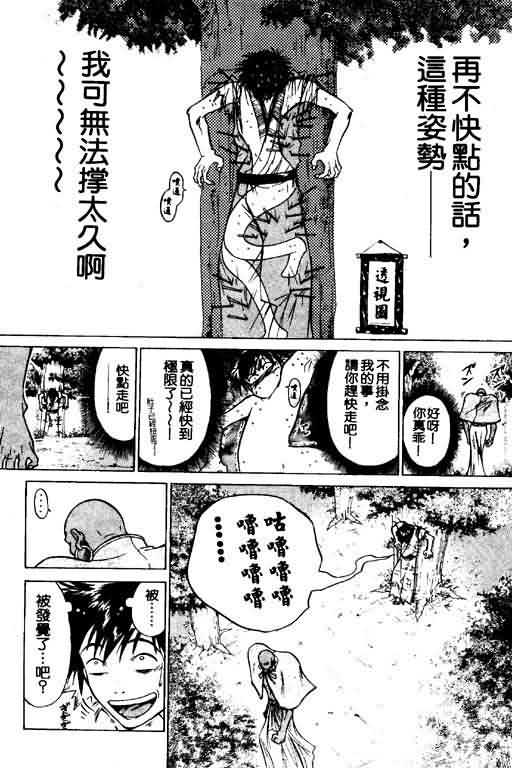 再不快點的話，
這種姿勢——
我可無法撐太久啊
～～～～～
透視圖
好呀！
你真乖—
不用掛念
我的事，
請你趕快走吧—
真的已經快到
極限了～—
快點走吧—
咕嚕嚕
嚕嚕嚕
嚕嚕
……
……
被……
被發覺了…吧？